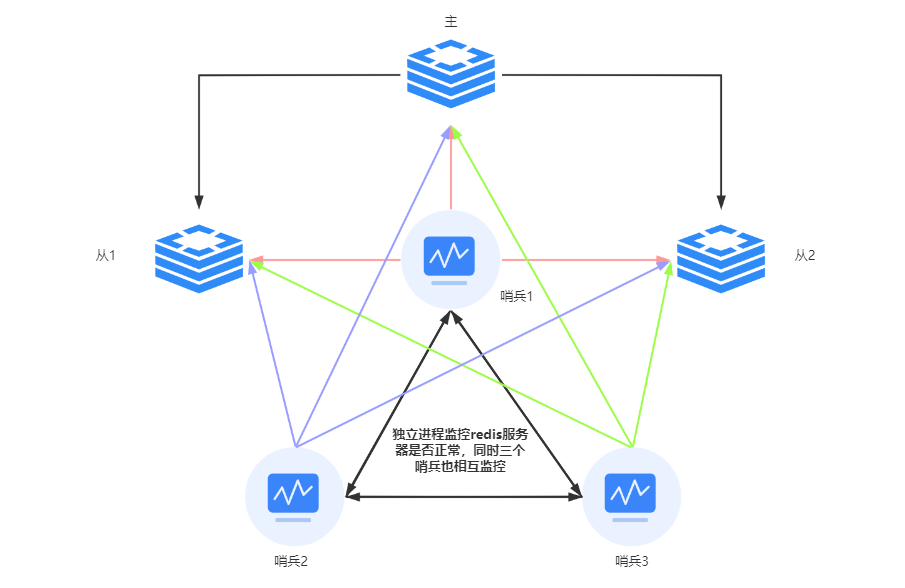 主
从1
从2
哨兵1
独立进程监控redis服务
器是否正常，同时三个
哨兵也相互监控
哨兵2
哨兵3